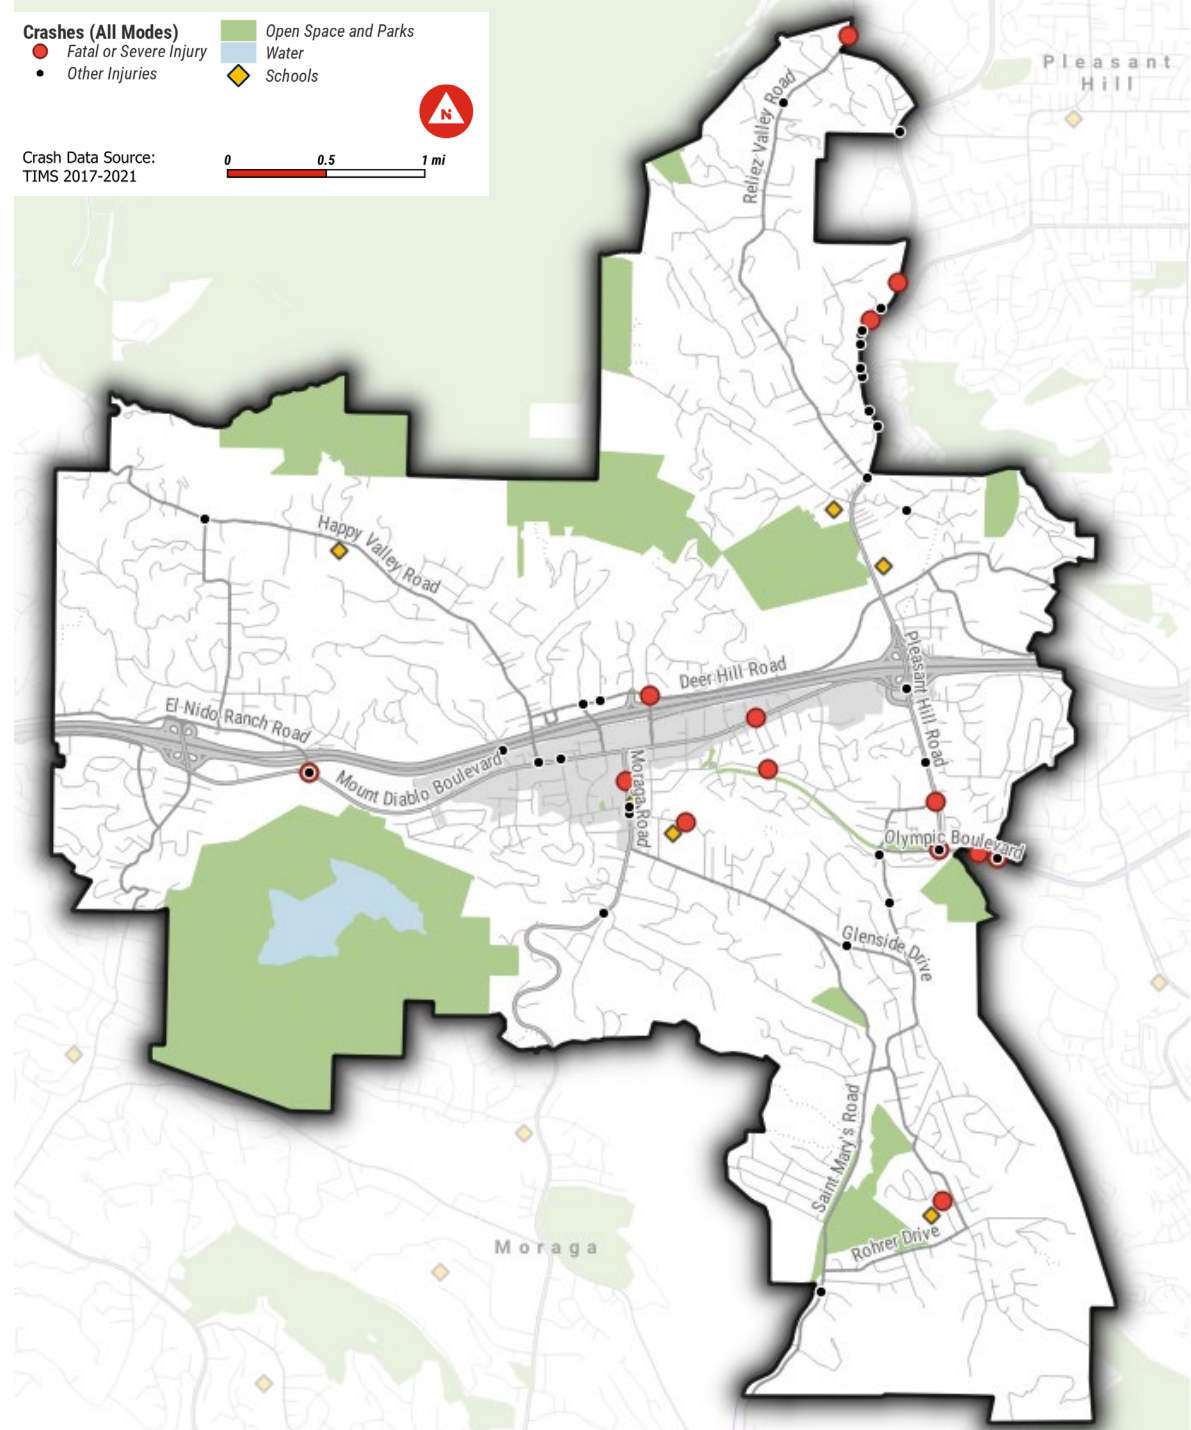 Crashes (All Modes)
Fatal or Severe Injury
Other Injuries
Open Space and Parks
Water
Schools
N
Crash Data Source:
TIMS 2017-2021
0 0.5 1 mi
Pleasant
Hill
Reliez Valley Road
Happy Valley Road
Deer Hill Road
Pleasant Hill Road
El Nido Ranch Road
Mount Diablo Boulevard
Moraga Road
Olympic Boulevard
Glenside Drive
Saint Mary's Road
Rohrer Drive
Moraga